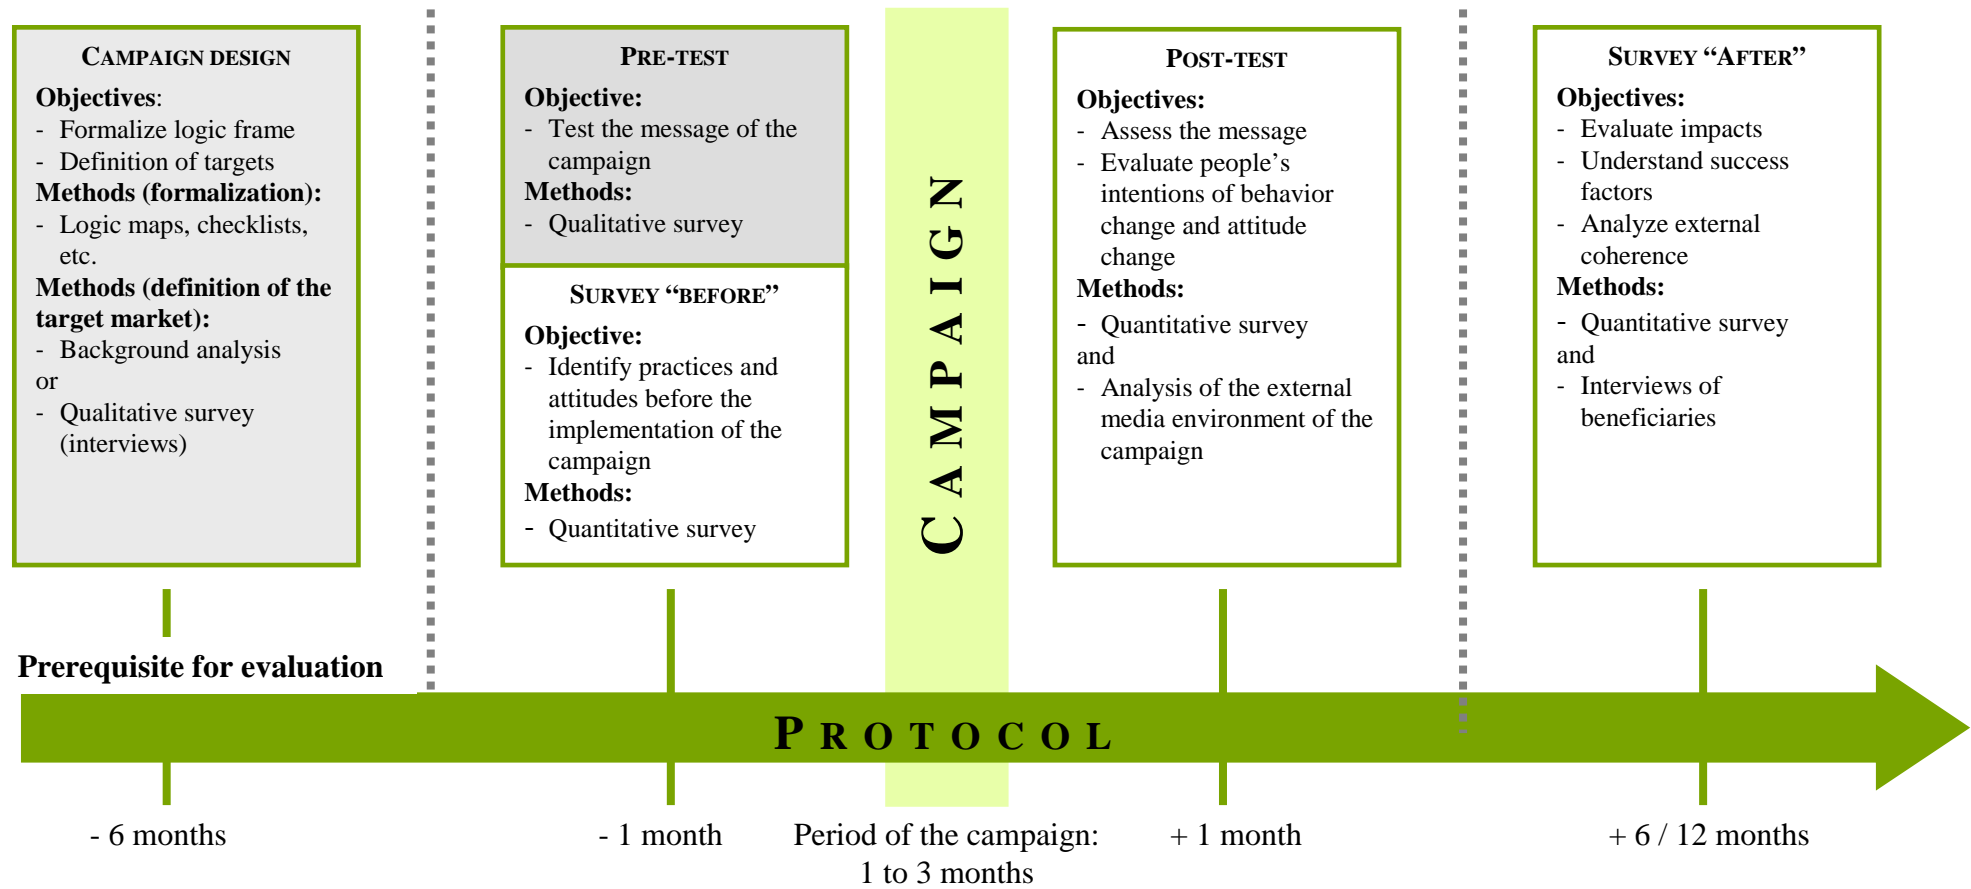 CAMPAIGN DESIGN
Objectives:
- Formalize logic frame
- Definition of targets
Methods (formalization):
- Logic maps, checklists,
etc.
Methods (definition of the
target market):
- Background analysis
or
- Qualitative survey
(interviews)
PRE-TEST
Objective:
- Test the message of the
campaign
Methods:
- Qualitative survey
SURVEY “BEFORE”
Objective:
- Identify practices and
attitudes before the
implementation of the
campaign
Methods:
- Quantitative survey
CAMPAIGN
POST-TEST
Objectives:
- Assess the message
- Evaluate people’s
intentions of behavior
change and attitude
change
Methods:
- Quantitative survey
and
- Analysis of the external
media environment of the
campaign
SURVEY “AFTER”
Objectives:
- Evaluate impacts
- Understand success
factors
- Analyze external
coherence
Methods:
- Quantitative survey
and
- Interviews of
beneficiaries
Prerequisite for evaluation
PROTOCOL
- 6 months
- 1 month
Period of the campaign:
1 to 3 months
+ 1 month
+ 6 / 12 months